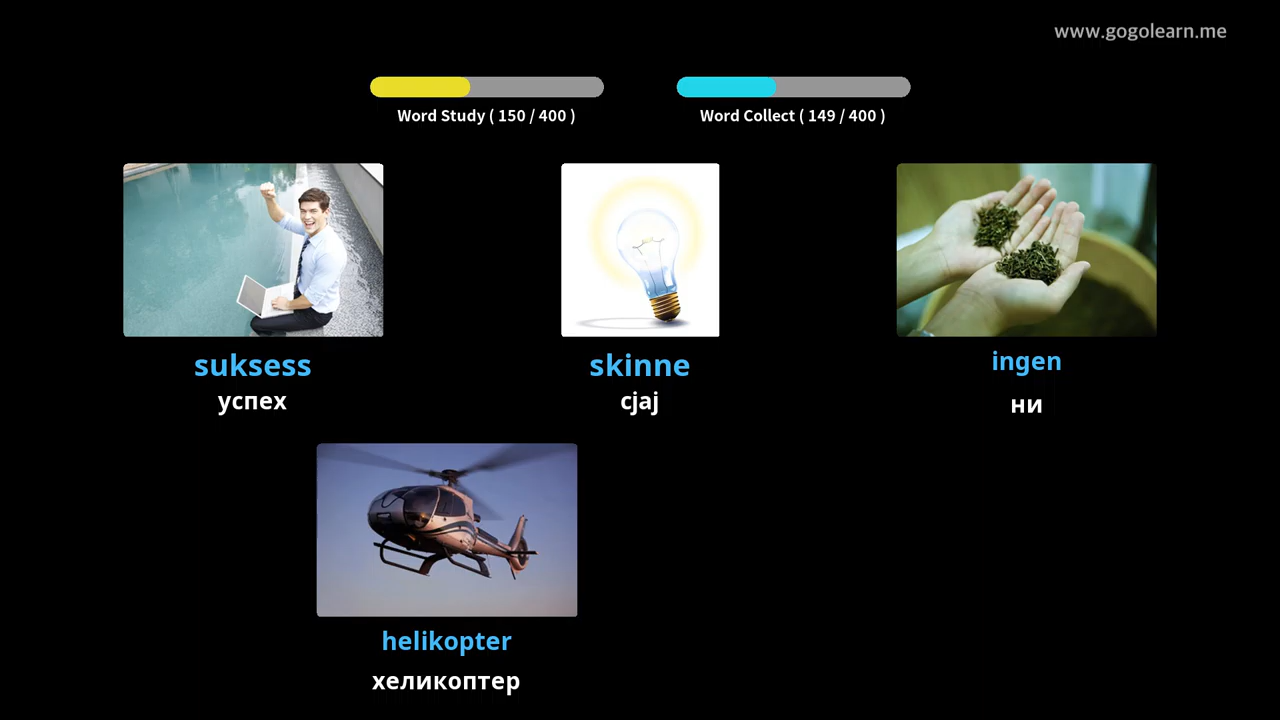 www.gogolearn.me
Word Study ( 150 / 400 )
Word Collect ( 149 / 400 )
suksess
успех
skinne
сјај
ingen
ни
helikopter
хеликоптер